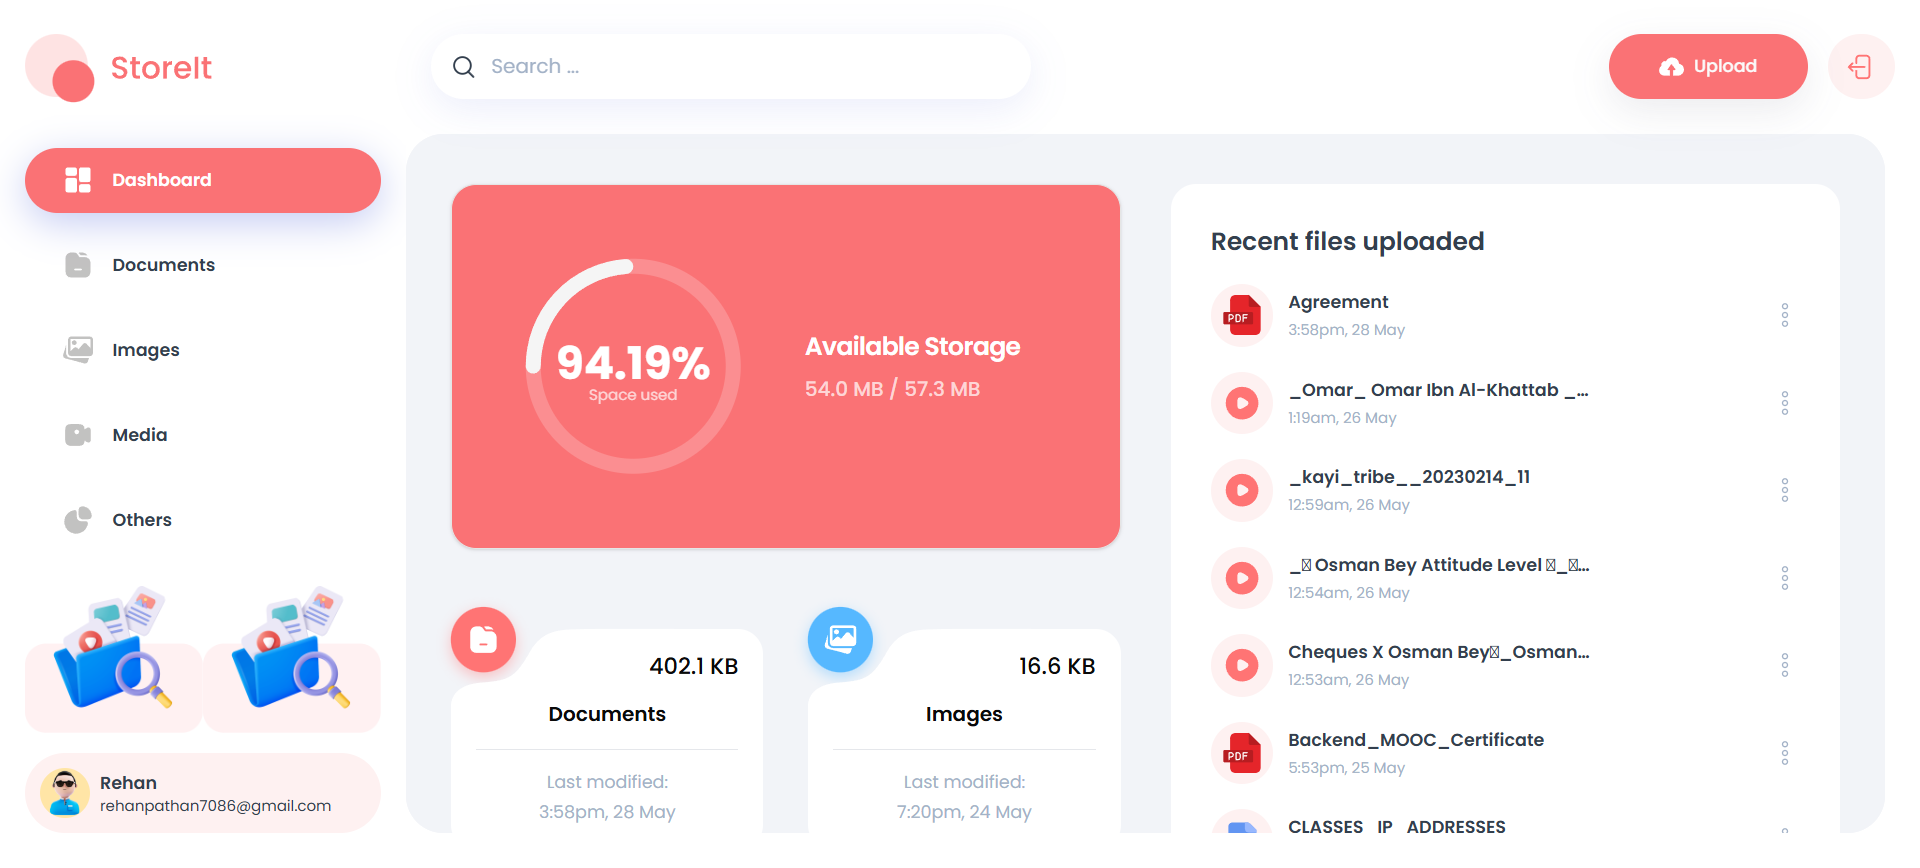 StoreIt
Search ...
Upload
Dashboard
Documents
Images
Media
Others
Rehan
rehanpathan7086@gmail.com
94.19%
Space used
Available Storage
54.0 MB / 57.3 MB
402.1 KB
Documents
Last modified:
3:58pm, 28 May
16.6 KB
Images
Last modified:
7:20pm, 24 May
Recent files uploaded
PDF
Agreement
3:58pm, 28 May
_Omar_ Omar Ibn Al-Khattab _...
1:19am, 26 May
_kayi_tribe__20230214_11
12:59am, 26 May
_ Osman Bey Attitude Level _...
12:54am, 26 May
Cheques X Osman Bey_Osman...
12:53am, 26 May
PDF
Backend_MOOC_Certificate
5:53pm, 25 May
CLASSES_IP_ADDRESSES